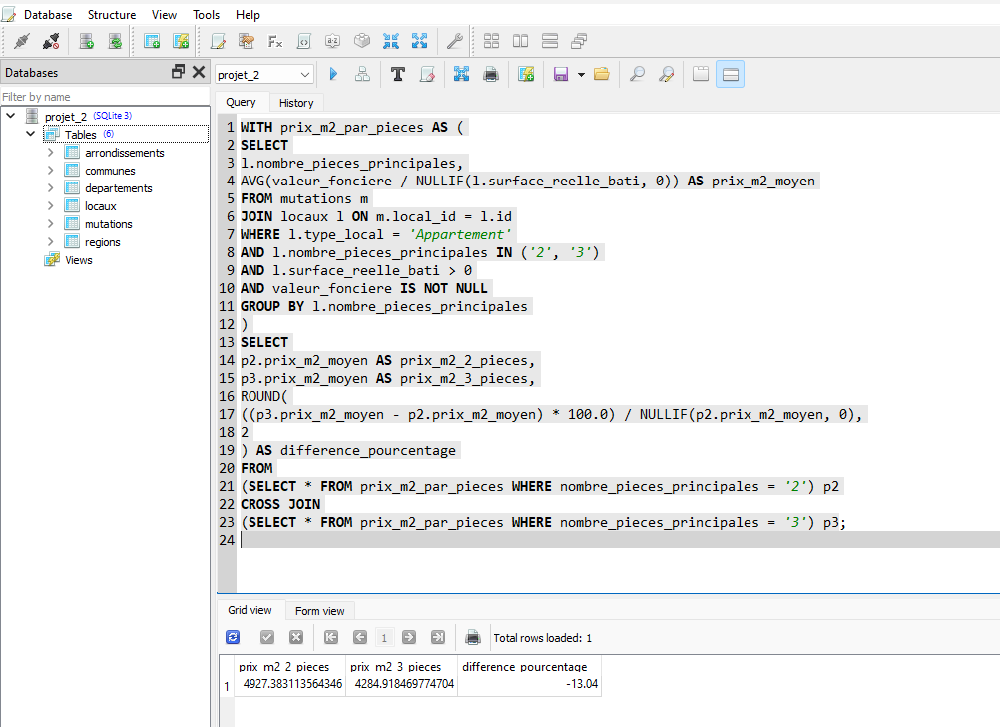 Database Structure View Tools Help
Databases
projet_2
Filter by name
projet_2 (SQLite 3)
Tables (6)
arrondissements
communes
departements
locaux
mutations
regions
Views
Query History
1 WITH prix_m2_par_pieces AS (
2 SELECT
3 l.nombre_pieces_principales,
4 AVG(valeur_fonciere / NULLIF(l.surface_reelle_bati, 0)) AS prix_m2_moyen
5 FROM mutations m
6 JOIN locaux l ON m.local_id = l.id
7 WHERE l.type_local = 'Appartement'
8 AND l.nombre_pieces_principales IN ('2', '3')
9 AND l.surface_reelle_bati > 0
10 AND valeur_fonciere IS NOT NULL
11 GROUP BY l.nombre_pieces_principales
12 )
13 SELECT
14 p2.prix_m2_moyen AS prix_m2_2_pieces,
15 p3.prix_m2_moyen AS prix_m2_3_pieces,
16 ROUND(
17 ((p3.prix_m2_moyen - p2.prix_m2_moyen) * 100.0) / NULLIF(p2.prix_m2_moyen, 0),
18 2
19 ) AS difference_pourcentage
20 FROM
21 (SELECT * FROM prix_m2_par_pieces WHERE nombre_pieces_principales = '2') p2
22 CROSS JOIN
23 (SELECT * FROM prix_m2_par_pieces WHERE nombre_pieces_principales = '3') p3;
24
Grid view Form view
1 Total rows loaded: 1
prix_m2_2_pieces prix_m2_3_pieces difference_pourcentage
1 4927.383113564346 4284.918469774704 -13.04